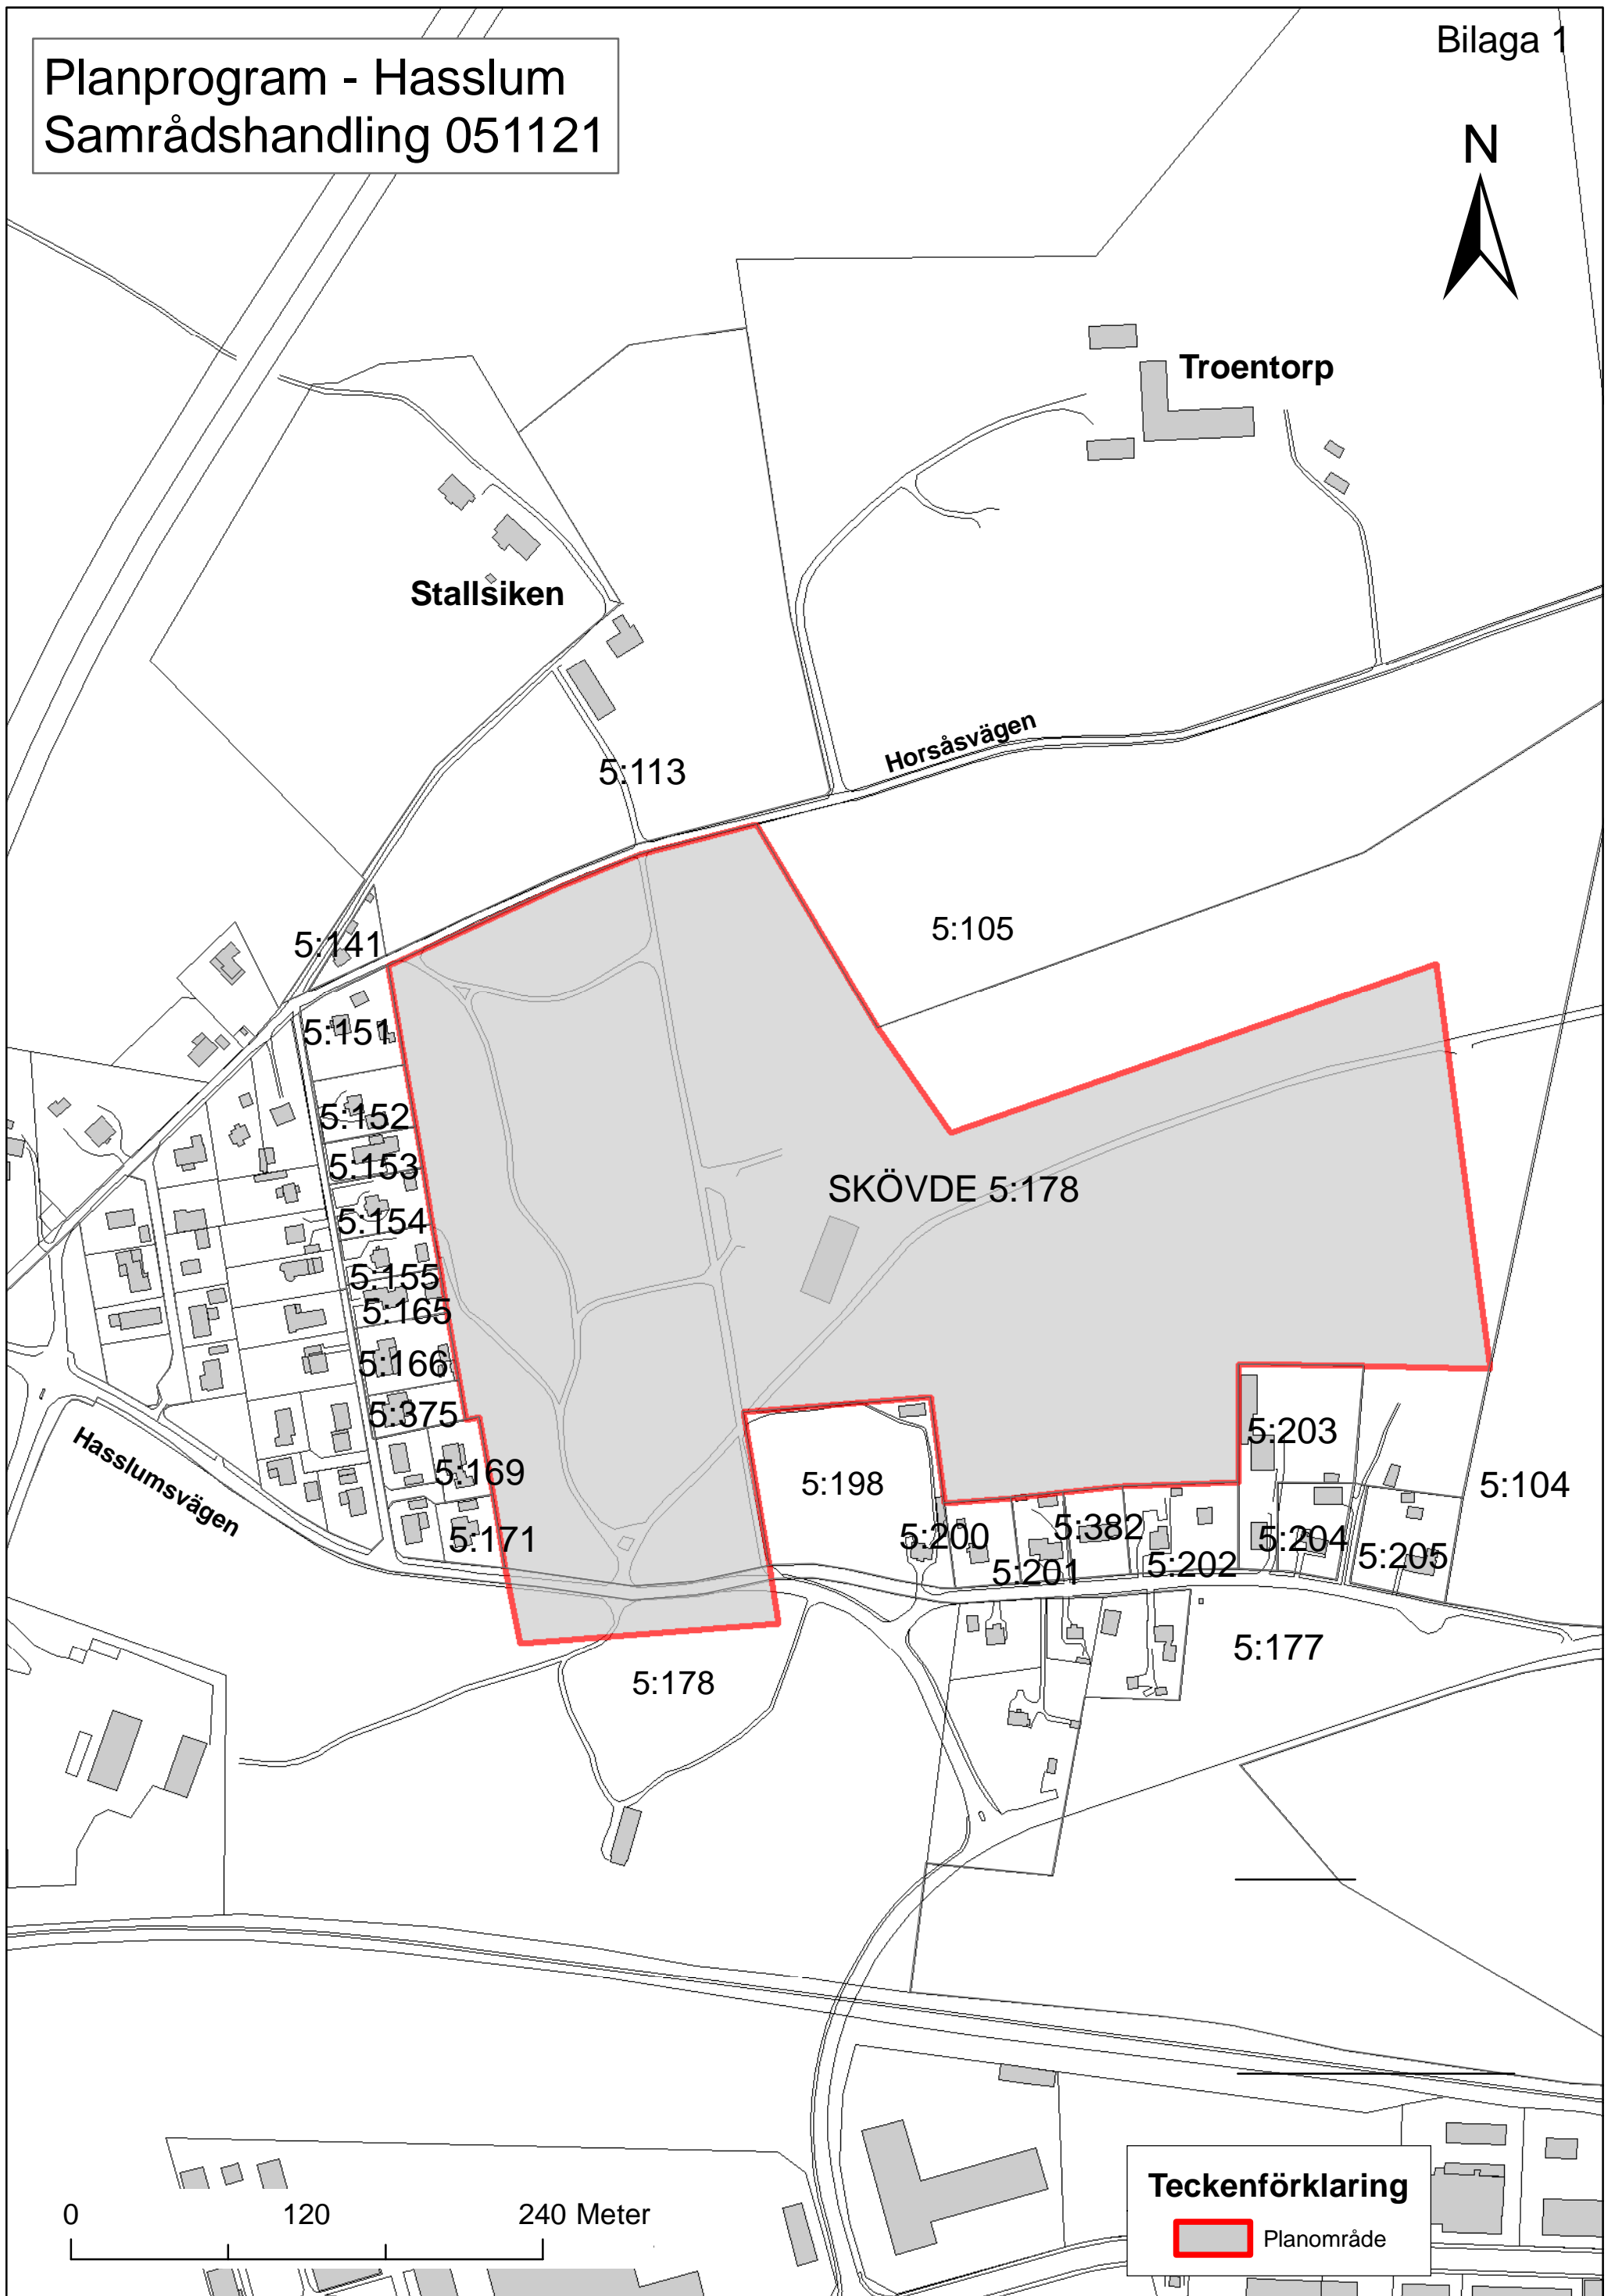 Bilaga 1
Planprogram - Hasslum
Samrådshandling 051121
N
Troentorp
Stallsiken
Horsåsvägen
5:113
5:105
5:141
5:151
5:152
5:153
5:154
5:155
5:165
5:166
5:375
5:169
5:171
SKÖVDE 5:178
Hasslumsvägen
5:198
5:203
5:104
5:200
5:382
5:204
5:201
5:202
5:205
5:177
5:178
0 120 240 Meter
Teckenförklaring
Planområde